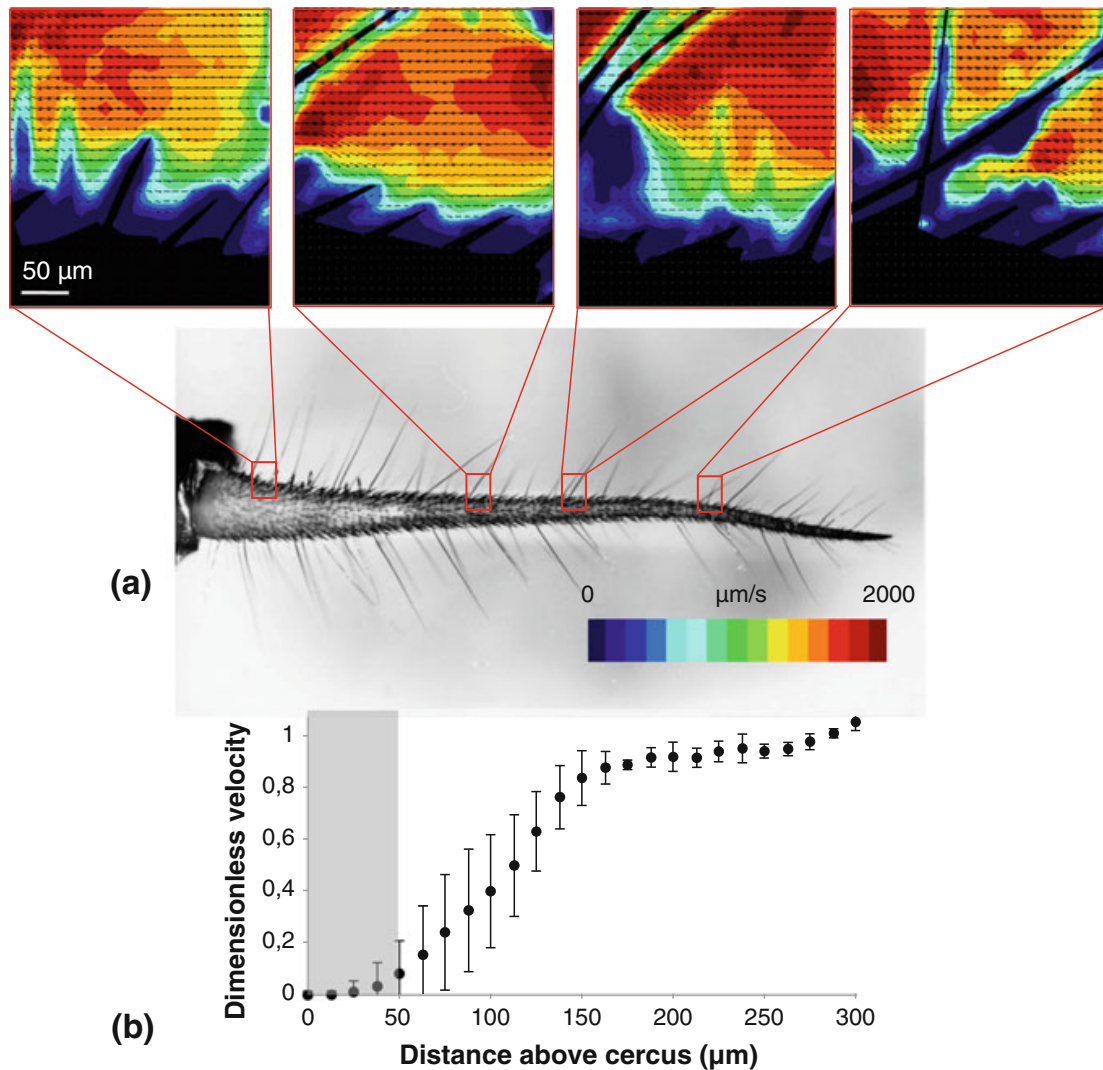 50 µm
(a)
0 µm/s 2000
Dimensionless velocity
1
0,8
0,6
0,4
0,2
0
(b)
0 50 100 150 200 250 300
Distance above cercus (µm)